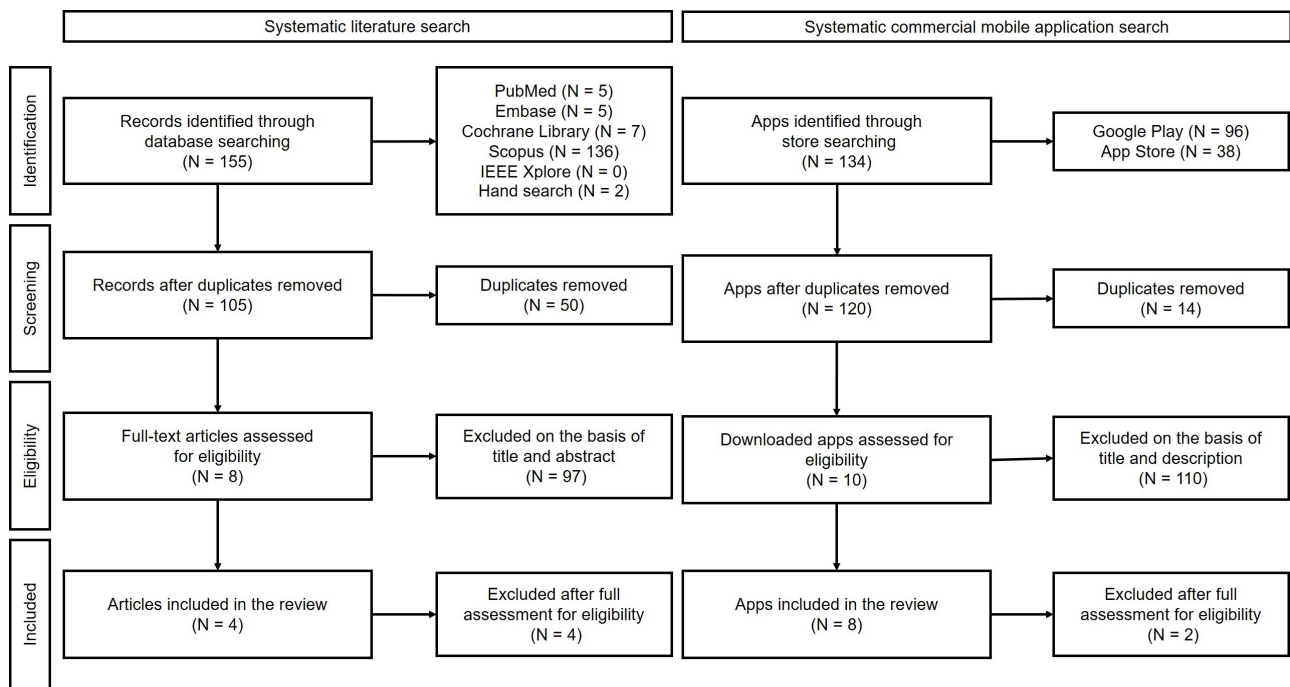 Systematic literature search
Systematic commercial mobile application search
Identification
Records identified through
database searching
(N = 155)
PubMed (N = 5)
Embase (N = 5)
Cochrane Library (N = 7)
Scopus (N = 136)
IEEE Xplore (N = 0)
Hand search (N = 2)
Apps identified through
store searching
(N = 134)
Google Play (N = 96)
App Store (N = 38)
Screening
Records after duplicates removed
(N = 105)
Duplicates removed
(N = 50)
Apps after duplicates removed
(N = 120)
Duplicates removed
(N = 14)
Eligibility
Full-text articles assessed
for eligibility
(N = 8)
Excluded on the basis of
title and abstract
(N = 97)
Downloaded apps assessed for
eligibility
(N = 10)
Excluded on the basis of
title and description
(N = 110)
Included
Articles included in the review
(N = 4)
Excluded after full
assessment for eligibility
(N = 4)
Apps included in the review
(N = 8)
Excluded after full
assessment for eligibility
(N = 2)